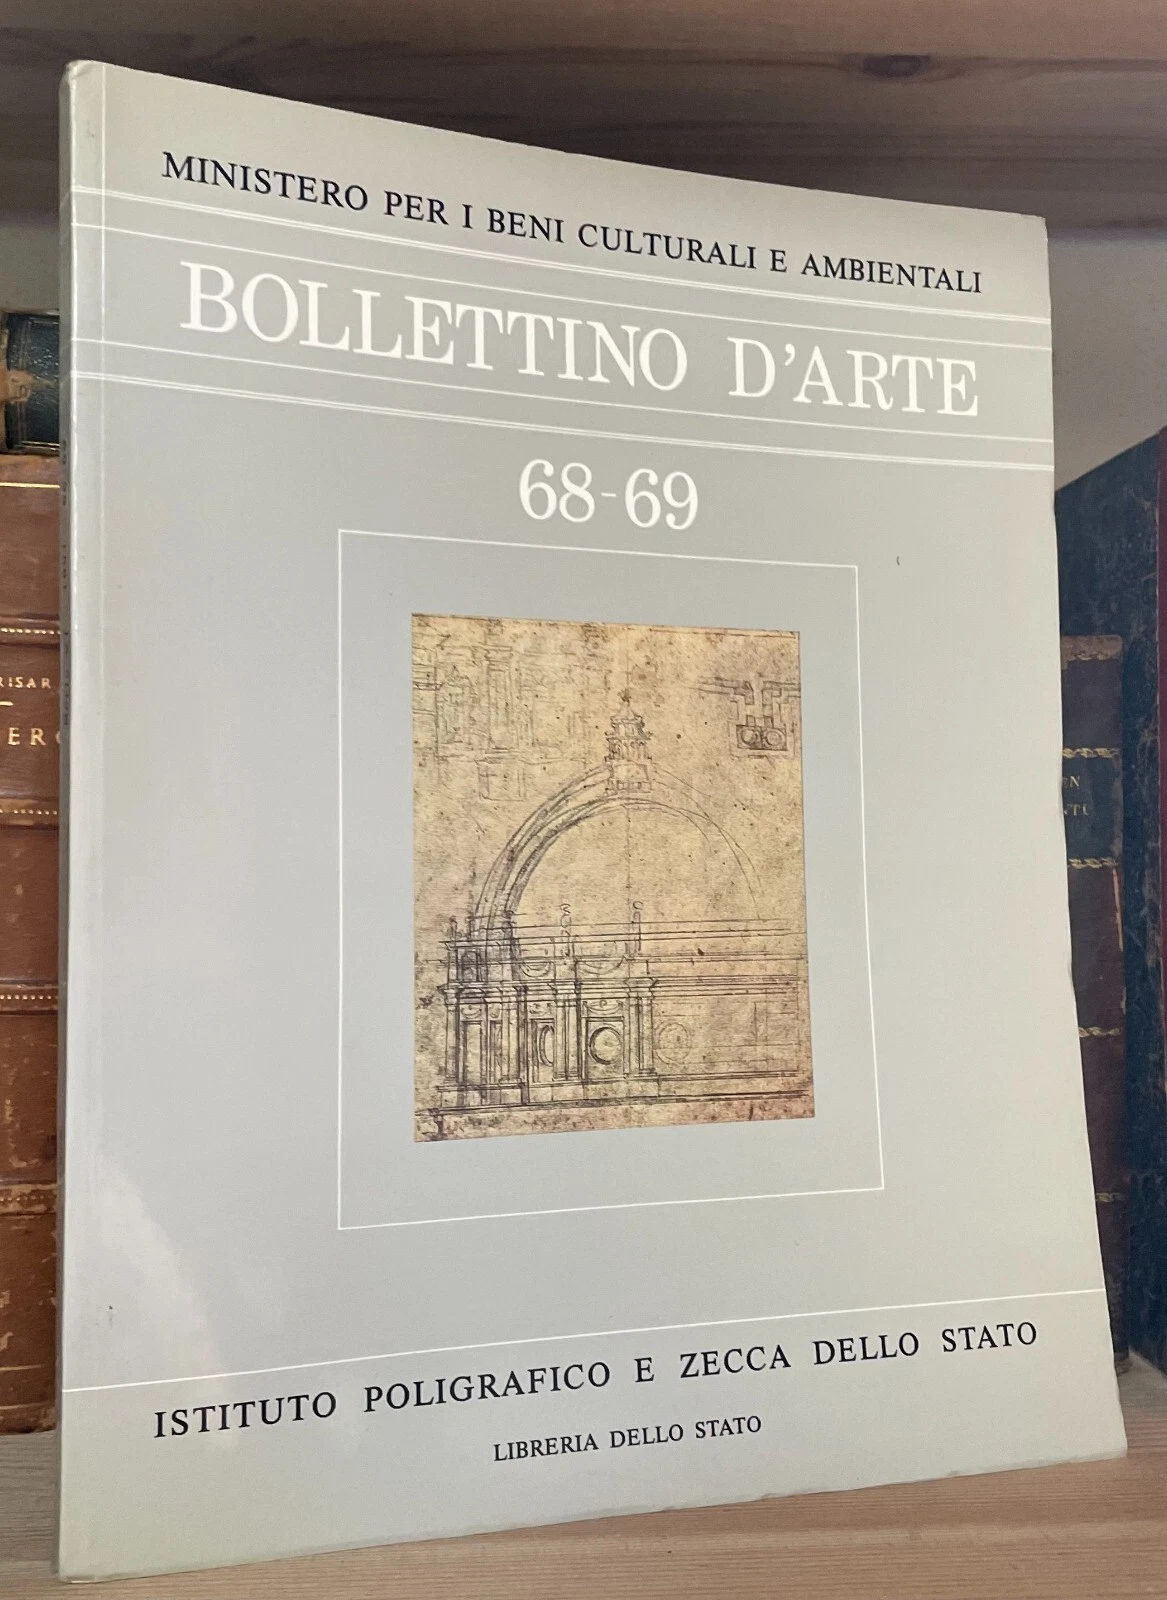 MINISTERO PER I BENI CULTURALI E AMBIENTALI
BOLLETTINO D'ARTE
68-69
ISTITUTO POLIGRAFICO E ZECCA DELLO STATO
LIBRERIA DELLO STATO